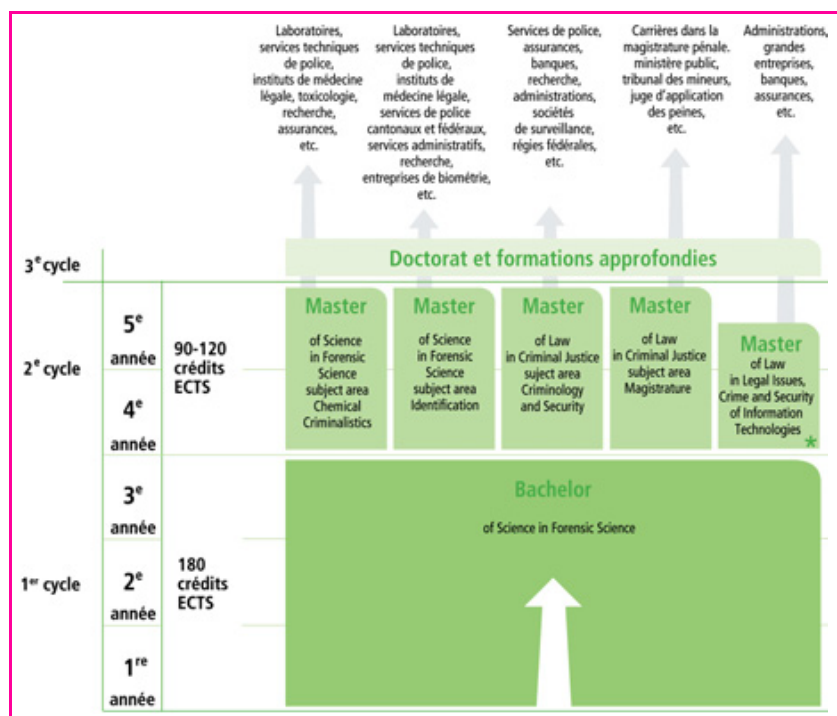 Laboratoires,
services techniques
de police,
instituts de médecine
légale, toxicologie,
recherche,
assurances,
etc.
Laboratoires,
services techniques
de police,
instituts de
médecine légale,
services de police
cantonaux et fédéraux,
services administratifs,
recherche,
entreprises de biométrie,
etc.
Services de police,
assurances,
banques,
recherche,
administrations,
sociétés
de surveillance,
régies fédérales,
etc.
Carrières dans la
magistrature pénale.
ministère public,
tribunal des mineurs,
juge d'application
des peines,
etc.
Administrations,
grandes
entreprises,
banques,
assurances,
etc.
3e cycle
Doctorat et formations approfondies
2e cycle
5e
année
4e
année
90-120
crédits
ECTS
Master
of Science
in Forensic
Science
subject area
Chemical
Criminalistics
Master
of Science
in Forensic
Science
subject area
Identification
Master
of Law
in Criminal Justice
suject area
Criminology
and Security
Master
of Law
in Criminal Justice
subject area
Magistrature
Master
of Law
in Legal Issues,
Crime and Security
of Information
Technologies
*
1er cycle
3e
année
2e
année
1re
année
180
crédits
ECTS
Bachelor
of Science in Forensic Science